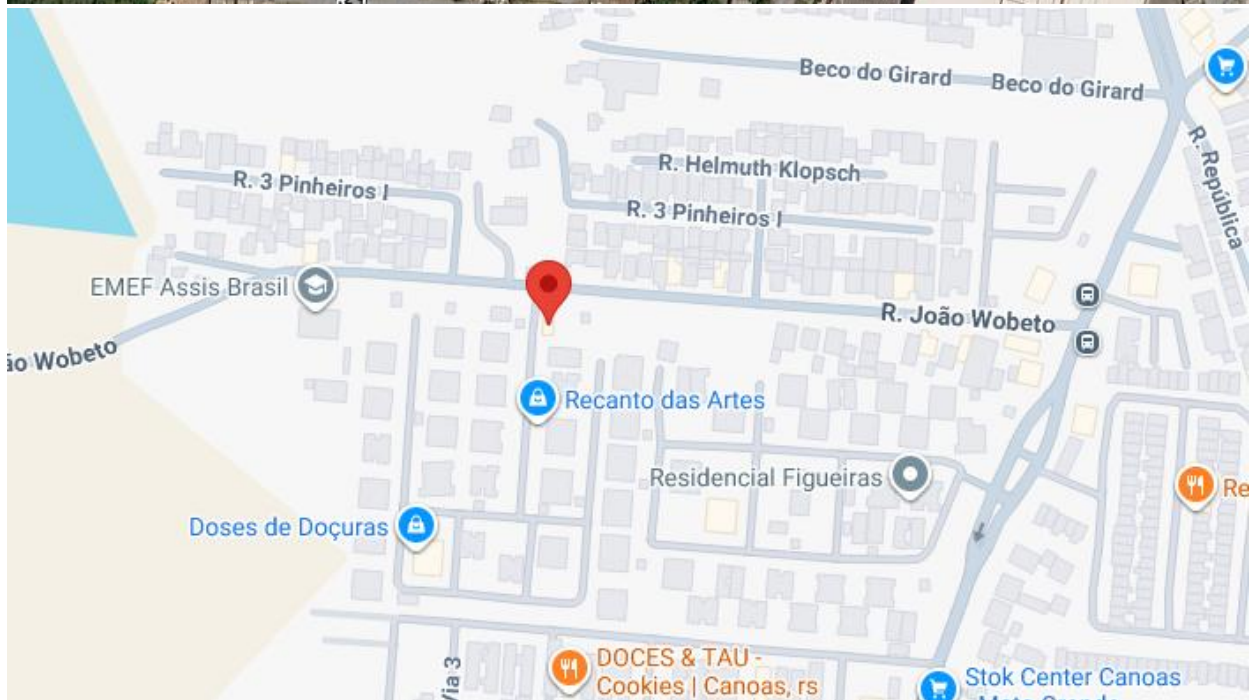 Beco do Girard
Beco do Girard
R. República
R. Helmuth Klopsch
R. 3 Pinheiros I
R. 3 Pinheiros I
EMEF Assis Brasil
R. João Wobeto
ão Wobeto
Recanto das Artes
Residencial Figueiras
Re
Doses de Doçuras
Via 3
DOCES & TAU -
Cookies | Canoas, rs
Stok Center Canoas